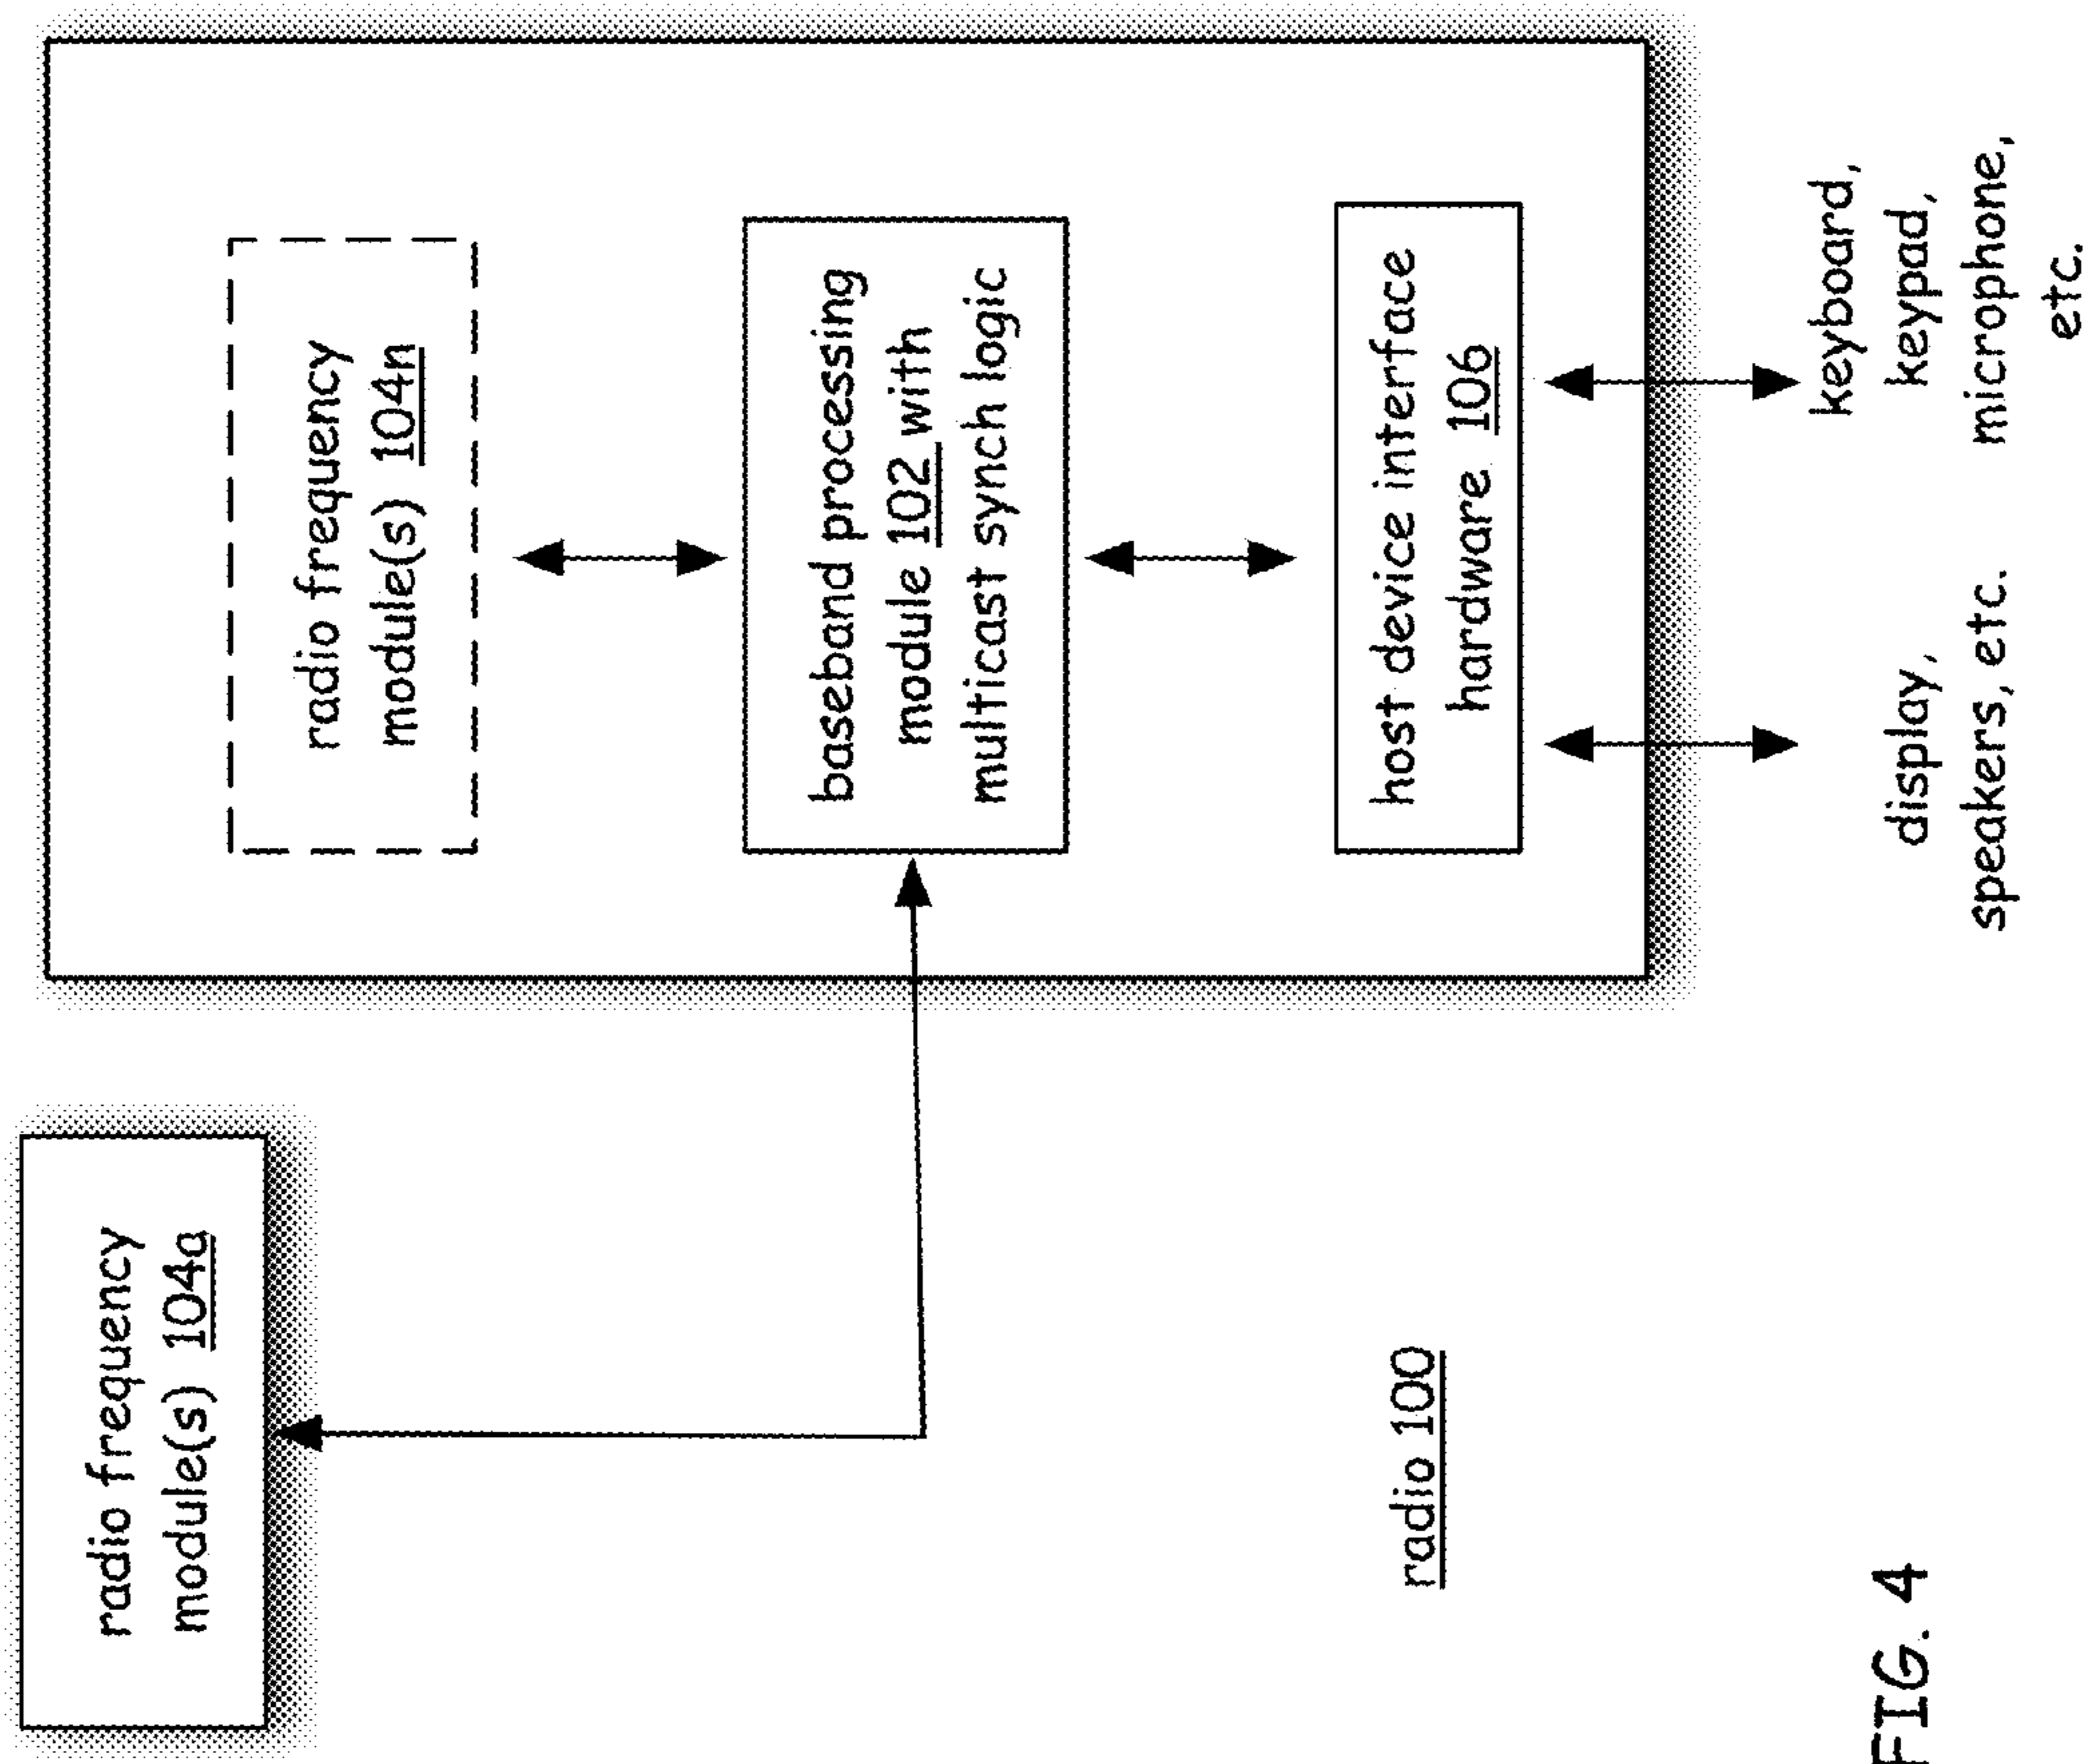 radio frequency
module(s) 104a
radio frequency
module(s) 104n
baseband processing
module 102 with
multicast synch logic
host device interface
hardware 106
radio 100
display,
speakers, etc.
keyboard,
keypad,
microphone,
etc.
FIG. 4